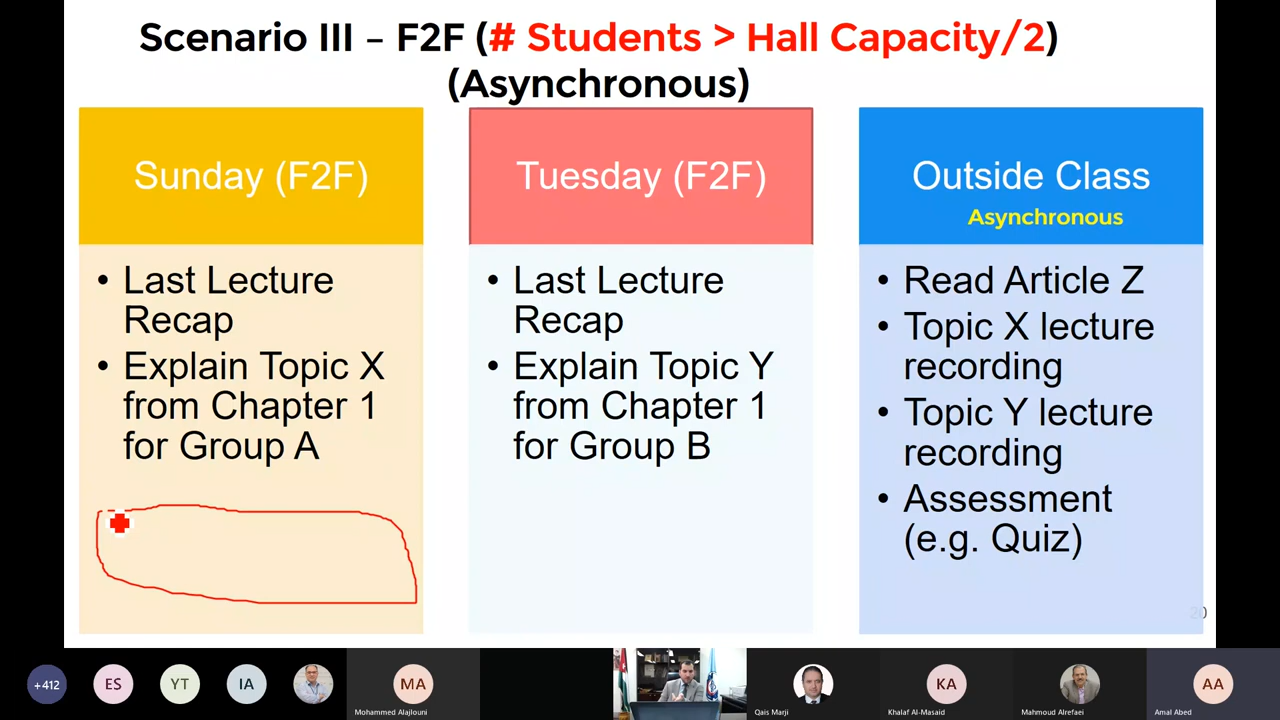 Scenario III – F2F (# Students > Hall Capacity/2)
(Asynchronous)
Sunday (F2F)
• Last Lecture
Recap
• Explain Topic X
from Chapter 1
for Group A
Tuesday (F2F)
• Last Lecture
Recap
• Explain Topic Y
from Chapter 1
for Group B
Outside Class
Asynchronous
• Read Article Z
• Topic X lecture
recording
• Topic Y lecture
recording
• Assessment
(e.g. Quiz)
20
+412
ES
YT
IA
MA
Mohammed Alajlouni
Qais Marji
KA
Khalaf Al-Masaid
Mahmoud Alrefaei
AA
Amal Abed